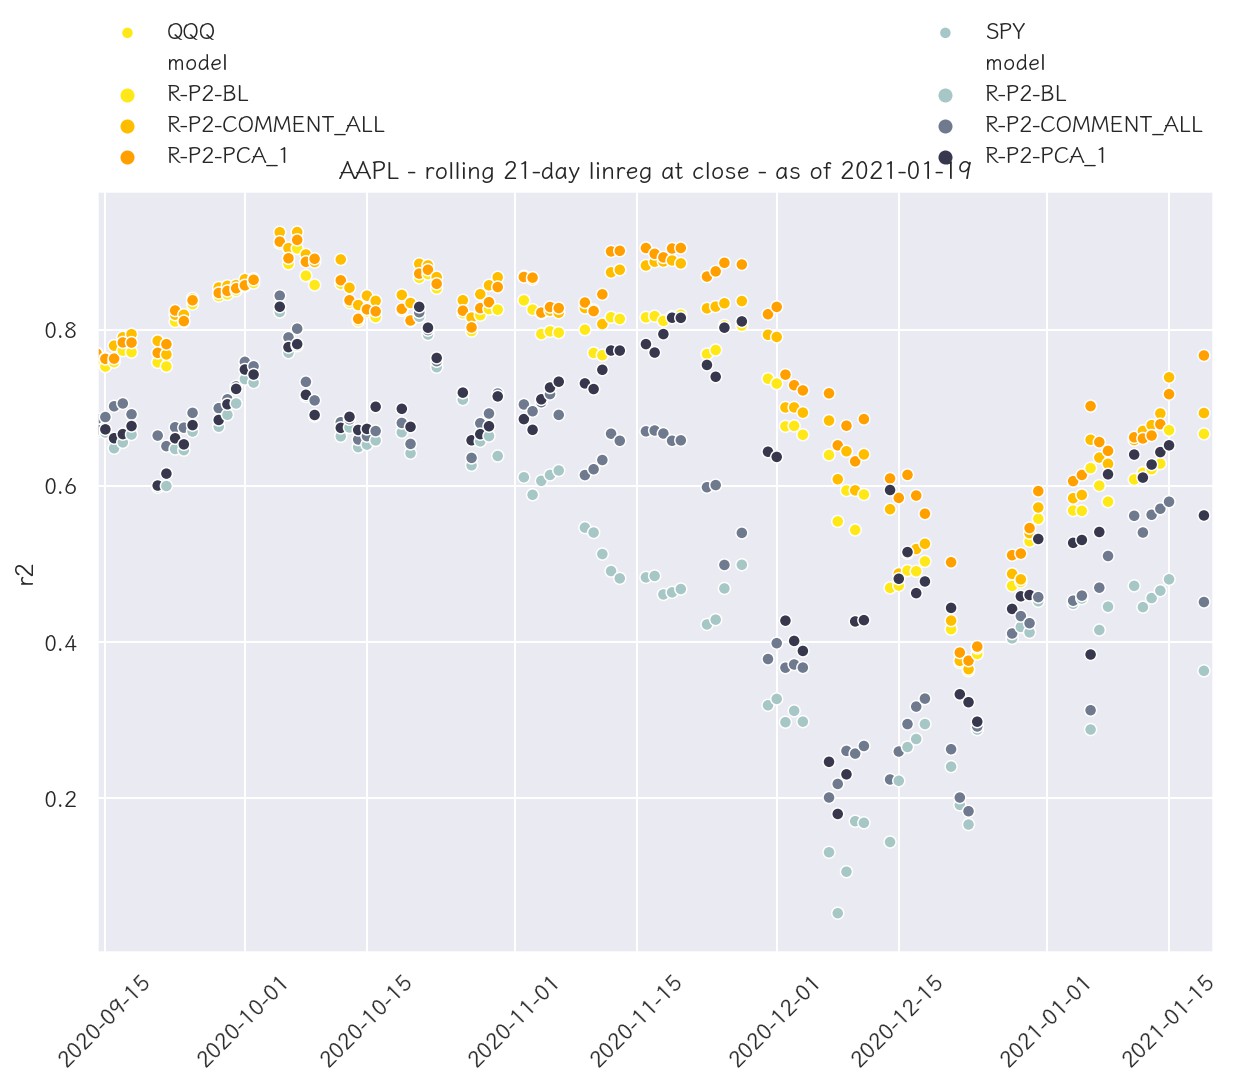 QQQ
model
R-P2-BL
R-P2-COMMENT_ALL
R-P2-PCA_1
SPY
model
R-P2-BL
R-P2-COMMENT_ALL
R-P2-PCA_1
AAPL - rolling 21-day linreg at close - as of 2021-01-19
r2
0.8
0.6
0.4
0.2
2020-09-15
2020-10-01
2020-10-15
2020-11-01
2020-11-15
2020-12-01
2020-12-15
2021-01-01
2021-01-15